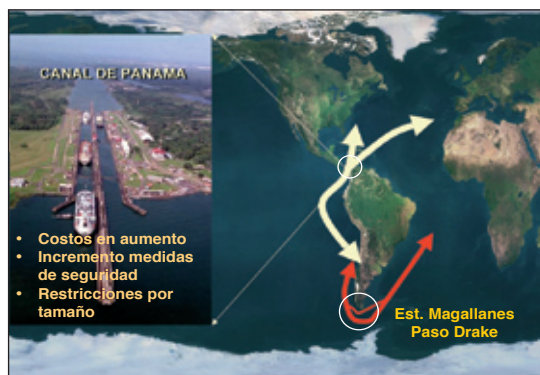 CANAL DE PANAMA
• Costos en aumento
• Incremento medidas
de seguridad
• Restricciones por
tamaño
Est. Magallanes
Paso Drake